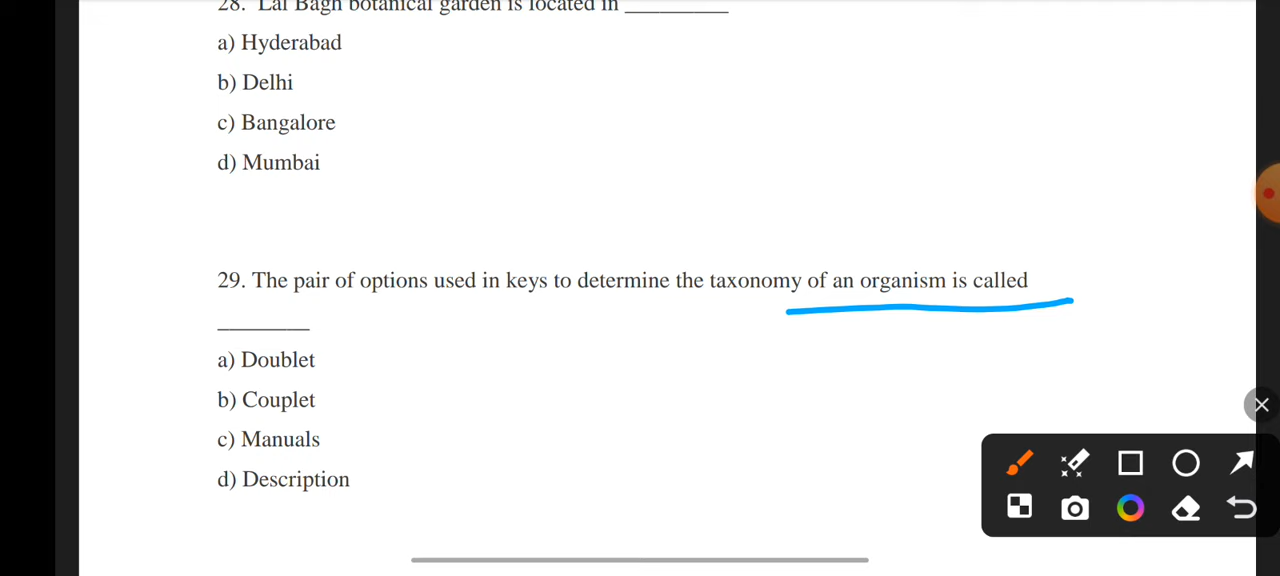 28. Lal Bagh botanical garden is located in _________
a) Hyderabad
b) Delhi
c) Bangalore
d) Mumbai
29. The pair of options used in keys to determine the taxonomy of an organism is called
________
a) Doublet
b) Couplet
c) Manuals
d) Description